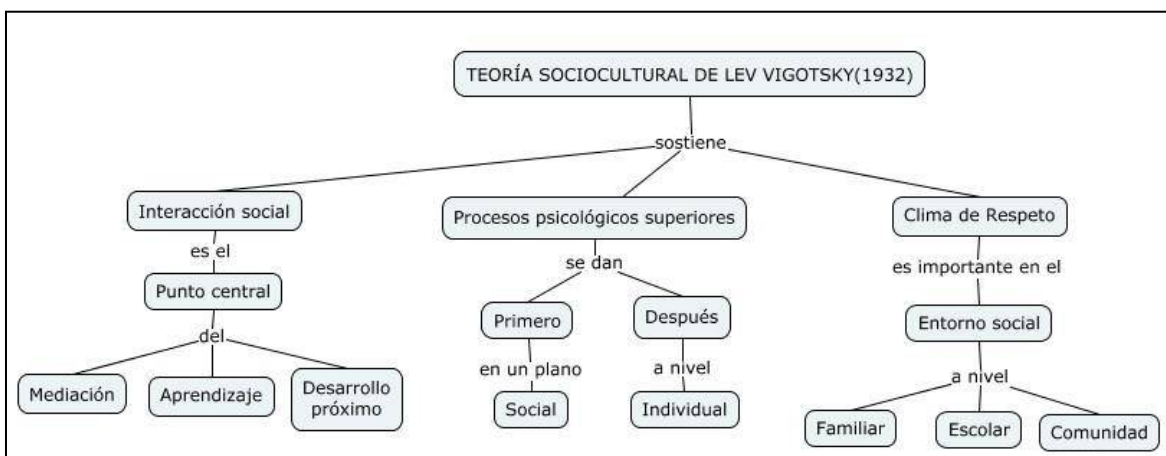 TEORÍA SOCIOCULTURAL DE LEV VIGOTSKY(1932)
sostiene
Interacción social
es el
Punto central
del
Mediación
Aprendizaje
Desarrollo
próximo
Procesos psicológicos superiores
se dan
Primero
en un plano
Social
Después
a nivel
Individual
Clima de Respeto
es importante en el
Entorno social
a nivel
Familiar
Escolar
Comunidad